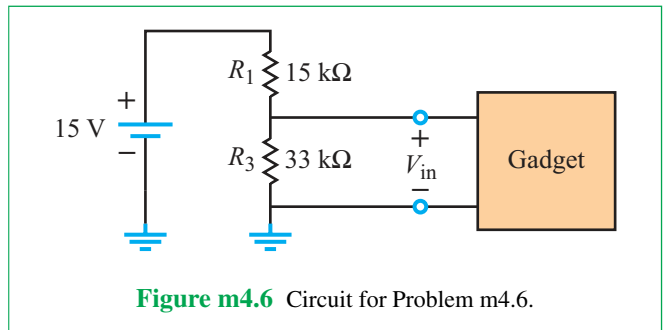 R1 15 kΩ
+
15 V
−
R3 33 kΩ
+
Vin
−
Gadget
Figure m4.6 Circuit for Problem m4.6.